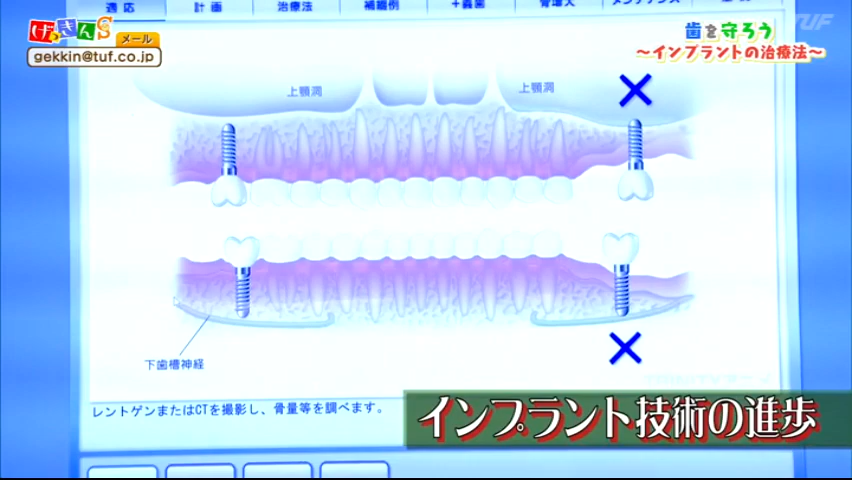 適応 計画 治療法 補綴例 骨増大 メンテナンス
げっきんS メール
gekkin@tuf.co.jp
歯を守ろう
TUF
～インプラントの治療法～
上顎洞 上顎洞
下歯槽神経
レントゲンまたはCTを撮影し、骨量等を調べます。
インプラント技術の進歩